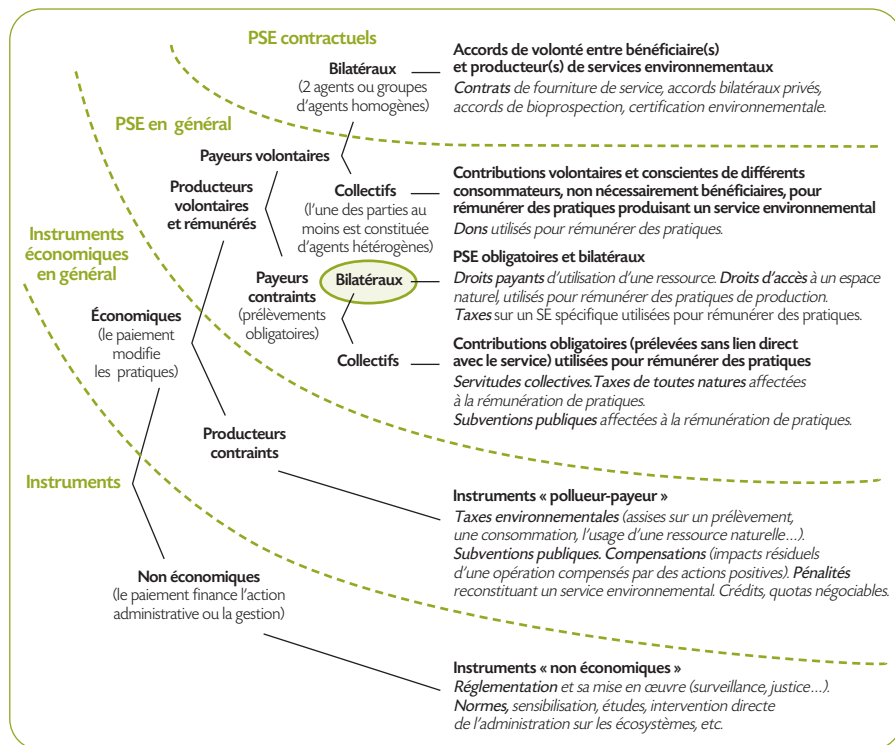 PSE contractuels
Bilatéraux
(2 agents ou groupes
d'agents homogènes)
Accords de volonté entre bénéficiaire(s)
et producteur(s) de services environnementaux
Contrats de fourniture de service, accords bilatéraux privés,
accords de bioprospection, certification environnementale.
PSE en général
Payeurs volontaires
Producteurs
volontaires
et rémunérés
Collectifs
(l'une des parties au
moins est constituée
d'agents hétérogènes)
Contributions volontaires et conscientes de différents
consommateurs, non nécessairement bénéficiaires, pour
rémunérer des pratiques produisant un service environnemental
Dons utilisés pour rémunérer des pratiques.
Instruments
économiques
en général
Payeurs
contraints
(prélèvements
obligatoires)
Bilatéraux
PSE obligatoires et bilatéraux
Droits payants d'utilisation d'une ressource. Droits d'accès à un espace
naturel, utilisés pour rémunérer des pratiques de production.
Taxes sur un SE spécifique utilisées pour rémunérer des pratiques.
Économiques
(le paiement
modifie
les pratiques)
Collectifs
Contributions obligatoires (prélevées sans lien direct
avec le service) utilisées pour rémunérer des pratiques
Servitudes collectives. Taxes de toutes natures affectées
à la rémunération de pratiques.
Subventions publiques affectées à la rémunération de pratiques.
Producteurs
contraints
Instruments
Instruments « pollueur-payeur »
Taxes environnementales (assises sur un prélèvement,
une consommation, l'usage d'une ressource naturelle…).
Subventions publiques. Compensations (impacts résiduels
d'une opération compensés par des actions positives). Pénalités
reconstituant un service environnemental. Crédits, quotas négociables.
Non économiques
(le paiement finance l'action
administrative ou la gestion)
Instruments « non économiques »
Réglementation et sa mise en œuvre (surveillance, justice…).
Normes, sensibilisation, études, intervention directe
de l'administration sur les écosystèmes, etc.